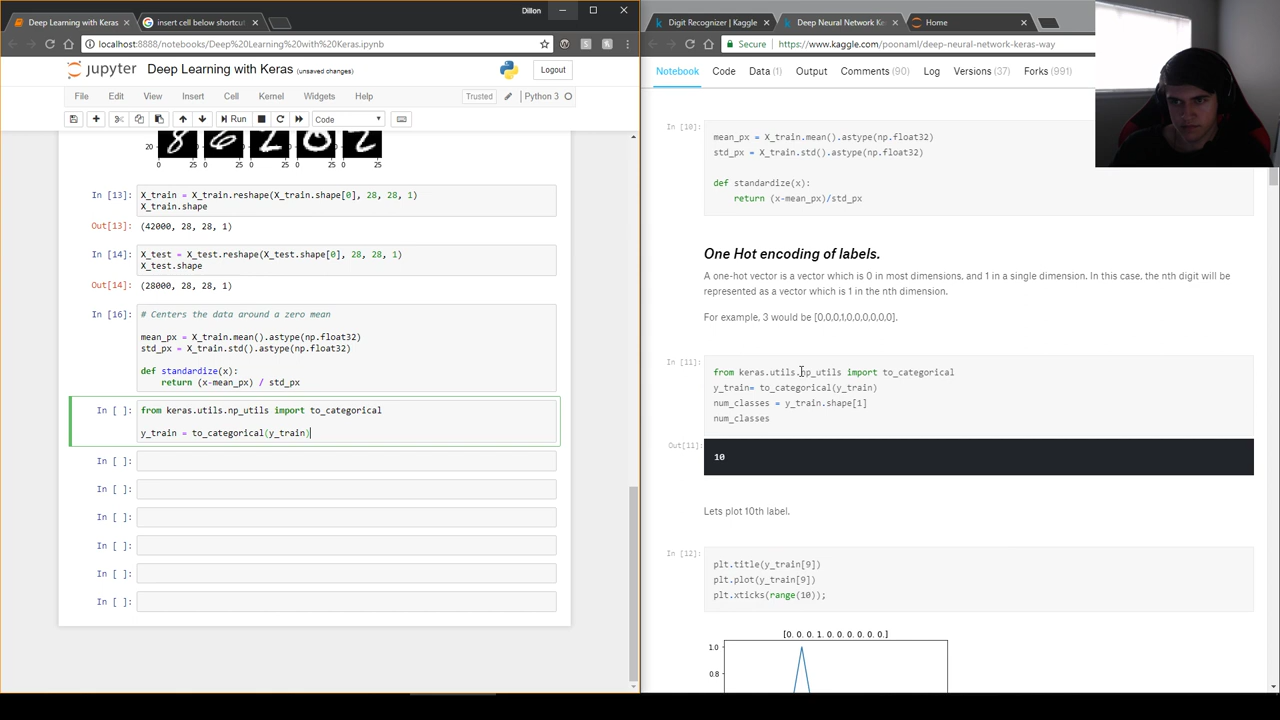 Dillon
Deep Learning with Keras
insert cell below shortcut
localhost:8888/notebooks/Deep%20Learning%20with%20Keras.ipynb
jupyter Deep Learning with Keras (unsaved changes)
Logout
File Edit View Insert Cell Kernel Widgets Help
Trusted
Python 3
Run
Code
20
0 25 0 25 0 25 0 25 0 25
In [13]: X_train = X_train.reshape(X_train.shape[0], 28, 28, 1)
X_train.shape
Out[13]: (42000, 28, 28, 1)
In [14]: X_test = X_test.reshape(X_test.shape[0], 28, 28, 1)
X_test.shape
Out[14]: (28000, 28, 28, 1)
In [16]: # Centers the data around a zero mean
mean_px = X_train.mean().astype(np.float32)
std_px = X_train.std().astype(np.float32)
def standardize(x):
return (x-mean_px) / std_px
In [ ]: from keras.utils.np_utils import to_categorical
y_train = to_categorical(y_train)
In [ ]:
In [ ]:
In [ ]:
In [ ]:
In [ ]:
In [ ]:
Digit Recognizer | Kaggle
Deep Neural Network Ke
Home
Secure https://www.kaggle.com/poonaml/deep-neural-network-keras-way
Notebook Code Data (1) Output Comments (90) Log Versions (37) Forks (991)
In [10]:
mean_px = X_train.mean().astype(np.float32)
std_px = X_train.std().astype(np.float32)
def standardize(x):
return (x-mean_px)/std_px
One Hot encoding of labels.
A one-hot vector is a vector which is 0 in most dimensions, and 1 in a single dimension. In this case, the nth digit will be
represented as a vector which is 1 in the nth dimension.
For example, 3 would be [0,0,0,1,0,0,0,0,0,0].
In [11]:
from keras.utils.np_utils import to_categorical
y_train= to_categorical(y_train)
num_classes = y_train.shape[1]
num_classes
Out[11]:
10
Lets plot 10th label.
In [12]:
plt.title(y_train[9])
plt.plot(y_train[9])
plt.xticks(range(10));
[0. 0. 0. 1. 0. 0. 0. 0. 0. 0.]
1.0
0.8